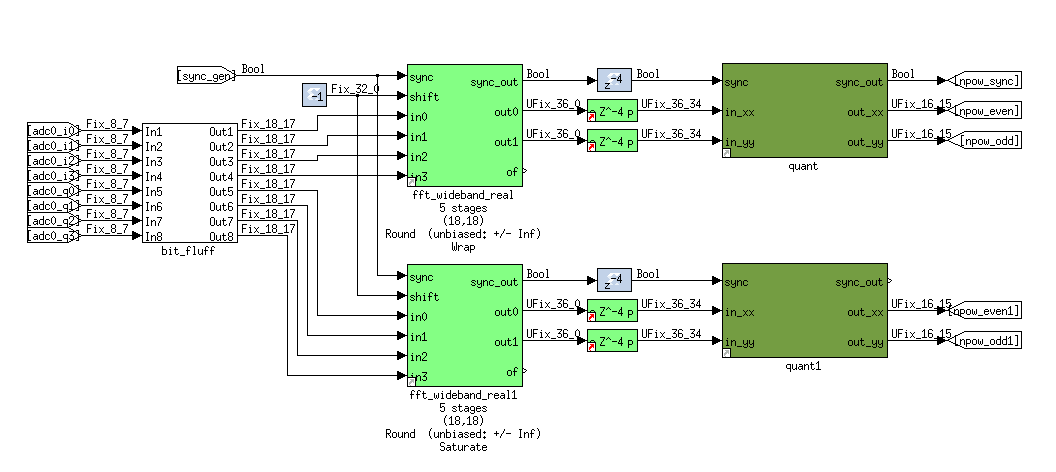 [sync_gen] Bool
-1 Fix_32_0
sync sync_out Bool
shift
in0 out0 UFix_36_0
in1 out1 UFix_36_0
in2
in3 of
fft_wideband_real
5 stages
(18,18)
Round (unbiased: +/- Inf)
Wrap
z -4 Bool
Z^-4 p UFix_36_34
Z^-4 p UFix_36_34
sync sync_out Bool
in_xx out_xx UFix_16_15
in_yy out_yy UFix_16_15
quant
npow_sync]
npow_even]
npow_odd]
[adc0_i0] Fix_8_7 In1 Out1 Fix_18_17
[adc0_i1] Fix_8_7 In2 Out2 Fix_18_17
[adc0_i2] Fix_8_7 In3 Out3 Fix_18_17
[adc0_i3] Fix_8_7 In4 Out4 Fix_18_17
[adc0_q0] Fix_8_7 In5 Out5 Fix_18_17
[adc0_q1] Fix_8_7 In6 Out6 Fix_18_17
[adc0_q2] Fix_8_7 In7 Out7 Fix_18_17
[adc0_q3] Fix_8_7 In8 Out8 Fix_18_17
bit_fluff
sync sync_out Bool
shift
in0 out0 UFix_36_0
in1 out1 UFix_36_0
in2
in3 of
fft_wideband_real1
5 stages
(18,18)
Round (unbiased: +/- Inf)
Saturate
z -4 Bool
Z^-4 p UFix_36_34
Z^-4 p UFix_36_34
sync sync_out
in_xx out_xx UFix_16_15
in_yy out_yy UFix_16_15
quant1
npow_even1]
npow_odd1]